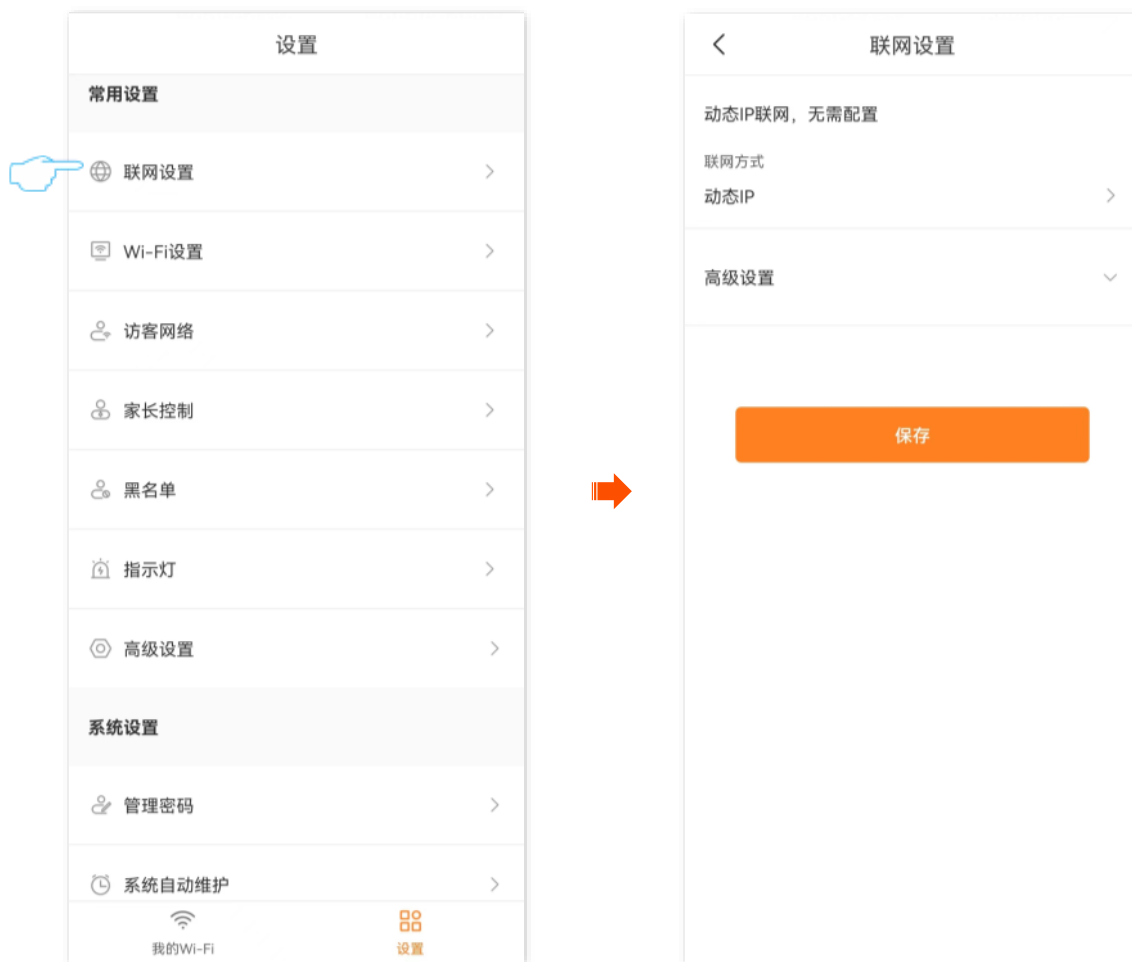 设置
常用设置
联网设置
Wi-Fi设置
访客网络
家长控制
黑名单
指示灯
高级设置
系统设置
管理密码
系统自动维护
我的Wi-Fi
设置
联网设置
动态IP联网，无需配置
联网方式
动态IP
高级设置
保存